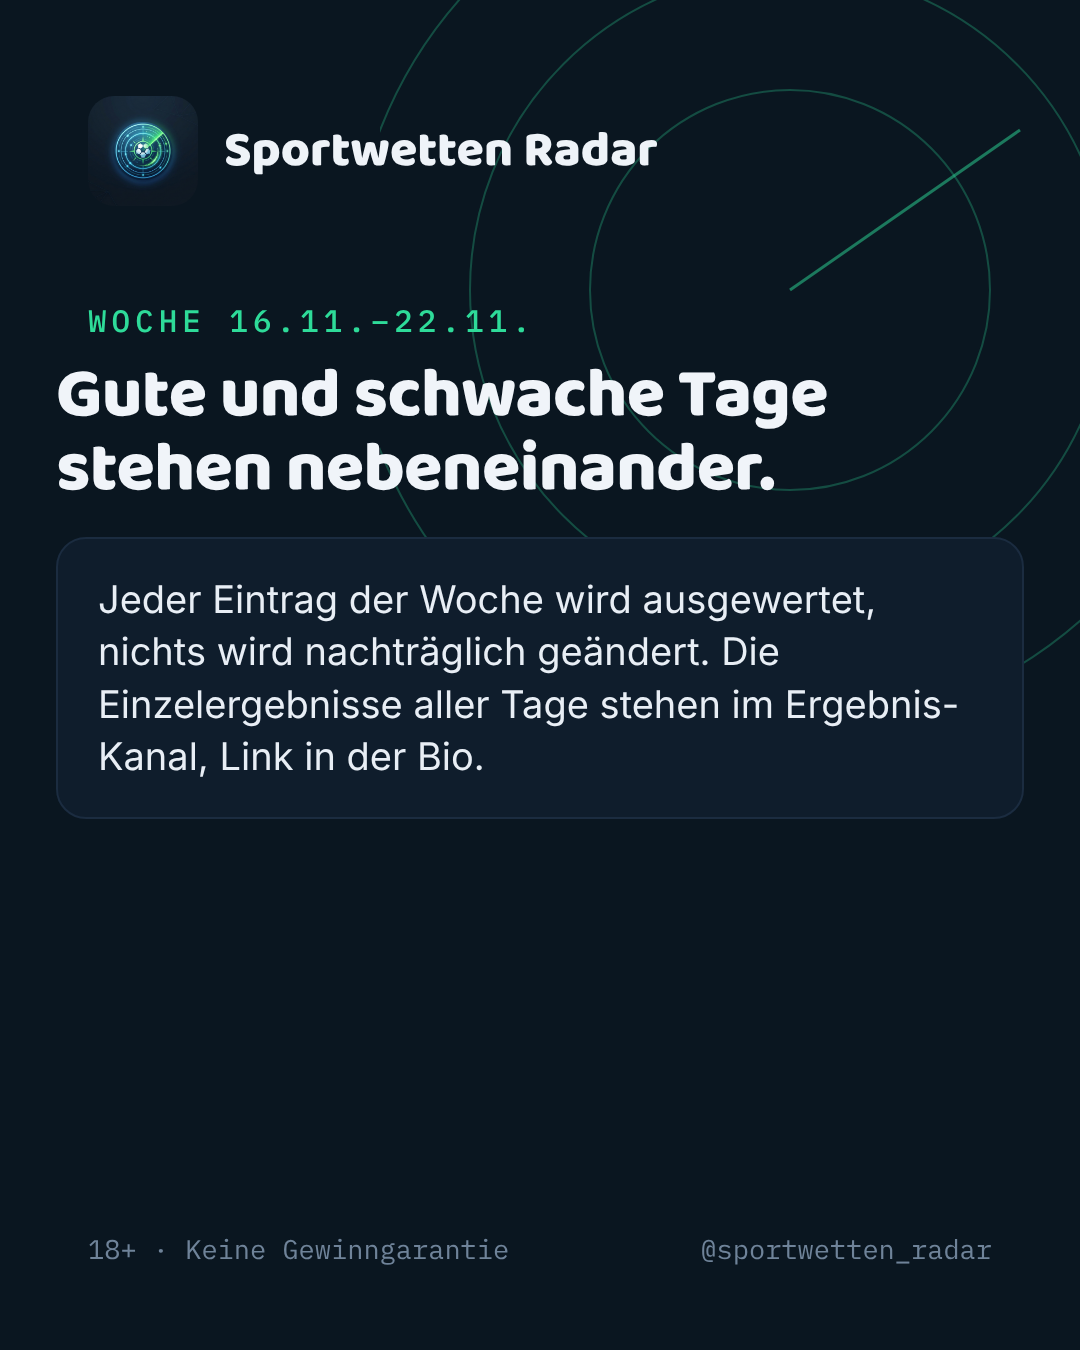 Sportwetten Radar
WOCHE 16.11.–22.11.
Gute und schwache Tage
stehen nebeneinander.
Jeder Eintrag der Woche wird ausgewertet,
nichts wird nachträglich geändert. Die
Einzelergebnisse aller Tage stehen im Ergebnis-
Kanal, Link in der Bio.
18+ · Keine Gewinngarantie
@sportwetten_radar